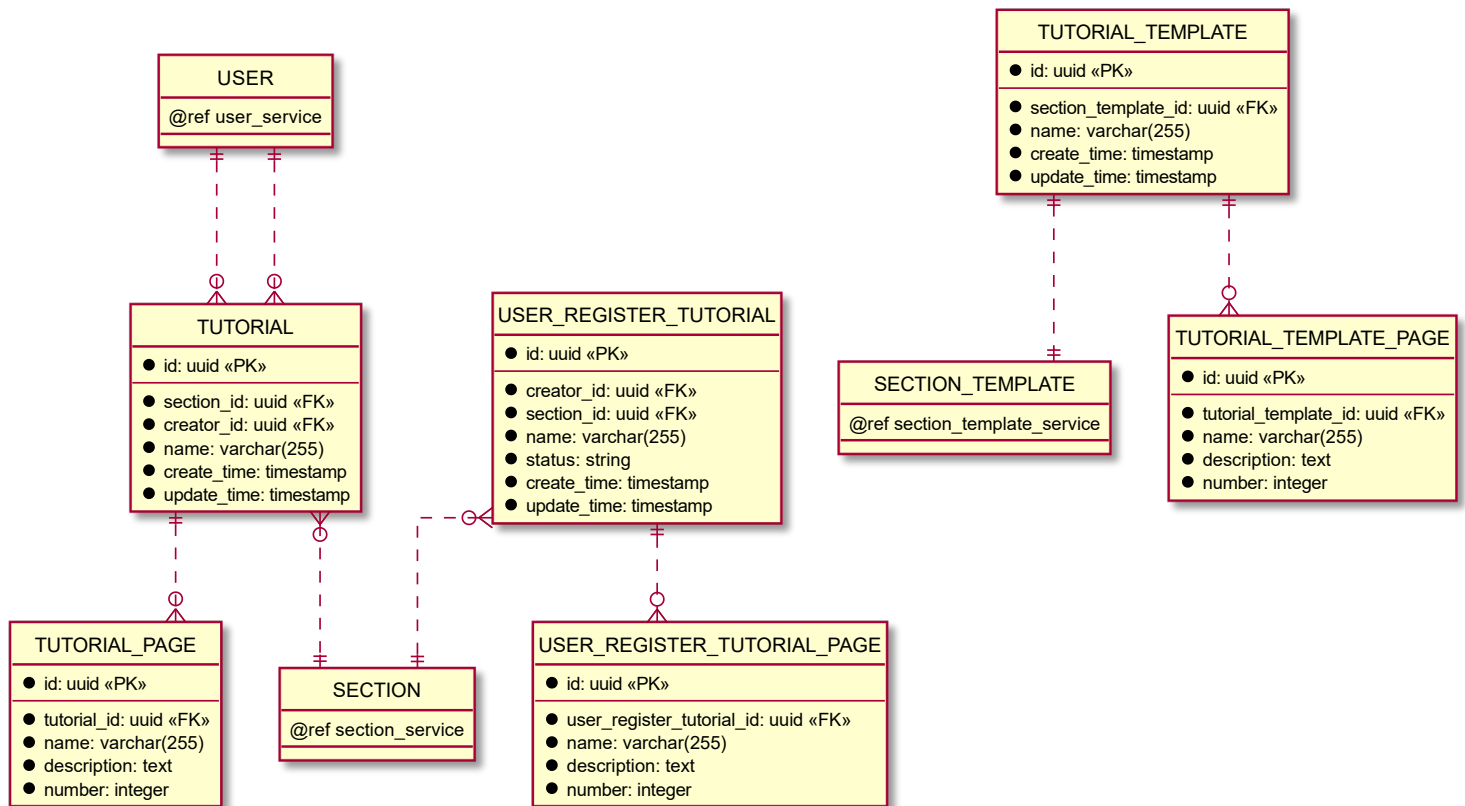 USER
@ref user_service
TUTORIAL_TEMPLATE
id: uuid «PK»
section_template_id: uuid «FK»
name: varchar(255)
create_time: timestamp
update_time: timestamp
TUTORIAL
id: uuid «PK»
section_id: uuid «FK»
creator_id: uuid «FK»
name: varchar(255)
create_time: timestamp
update_time: timestamp
USER_REGISTER_TUTORIAL
id: uuid «PK»
creator_id: uuid «FK»
section_id: uuid «FK»
name: varchar(255)
status: string
create_time: timestamp
update_time: timestamp
SECTION_TEMPLATE
@ref section_template_service
TUTORIAL_TEMPLATE_PAGE
id: uuid «PK»
tutorial_template_id: uuid «FK»
name: varchar(255)
description: text
number: integer
TUTORIAL_PAGE
id: uuid «PK»
tutorial_id: uuid «FK»
name: varchar(255)
description: text
number: integer
SECTION
@ref section_service
USER_REGISTER_TUTORIAL_PAGE
id: uuid «PK»
user_register_tutorial_id: uuid «FK»
name: varchar(255)
description: text
number: integer